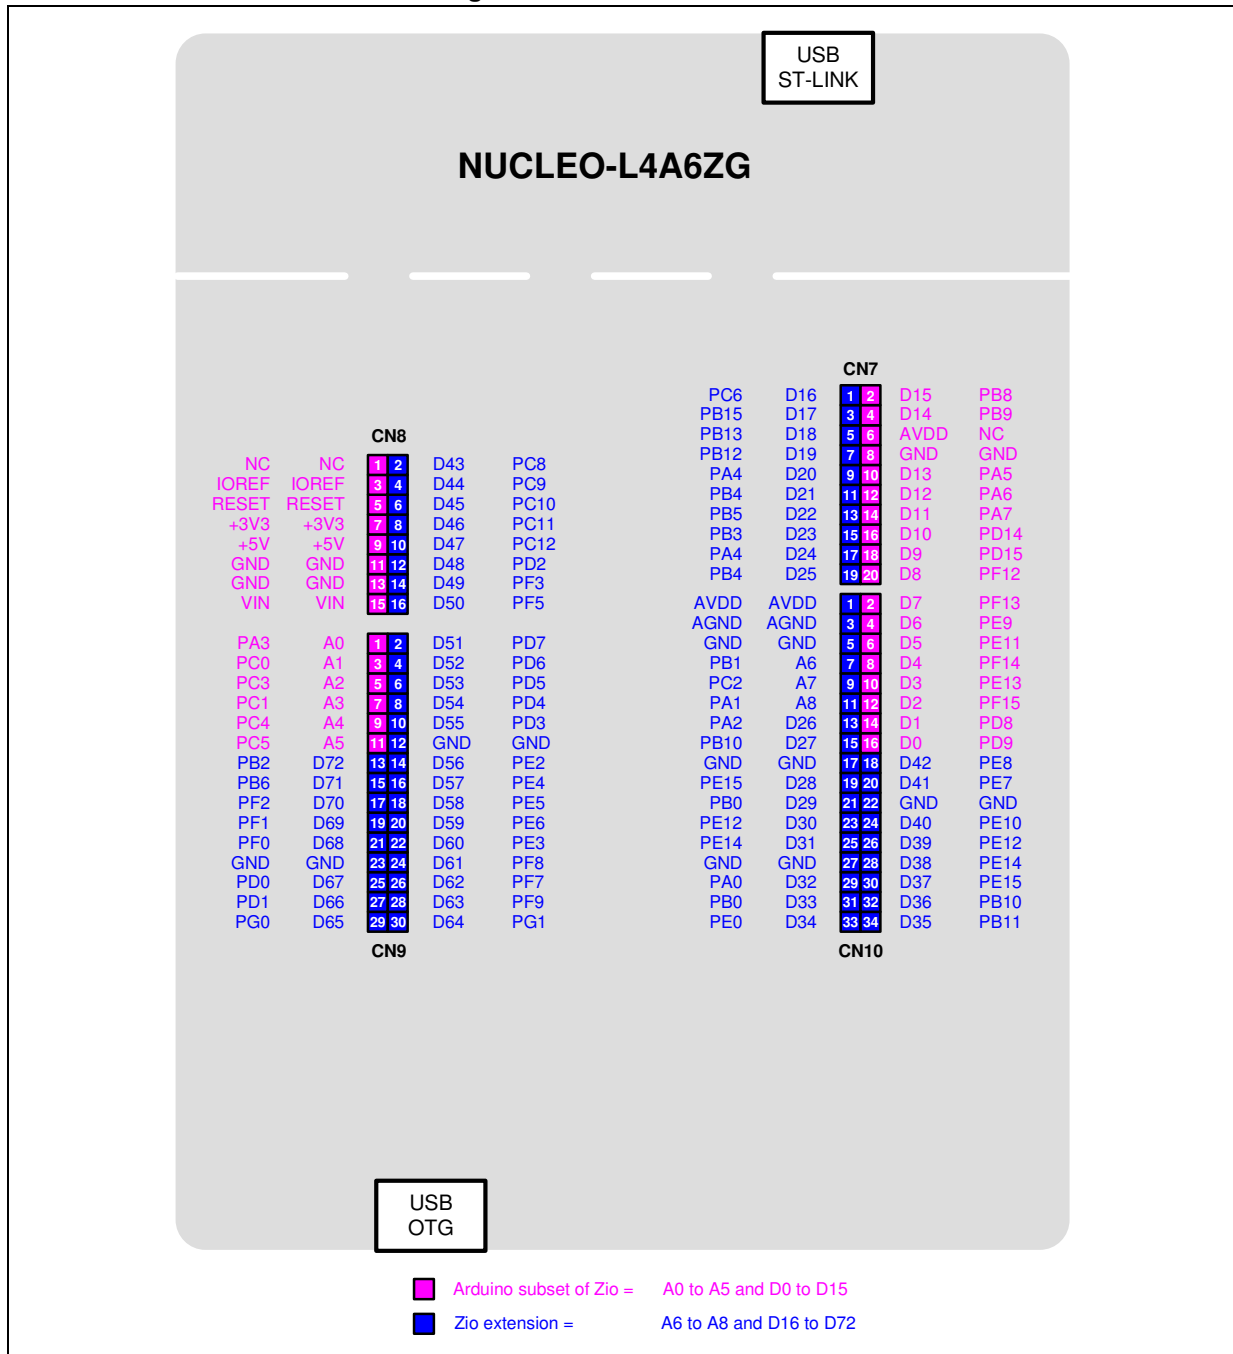 USB
ST-LINK
NUCLEO-L4A6ZG
CN7
PC6 D16 1 2 D15 PB8
PB15 D17 3 4 D14 PB9
PB13 D18 5 6 AVDD NC
PB12 D19 7 8 GND GND
PA4 D20 9 10 D13 PA5
PB4 D21 11 12 D12 PA6
PB5 D22 13 14 D11 PA7
PB3 D23 15 16 D10 PD14
PA4 D24 17 18 D9 PD15
PB4 D25 19 20 D8 PF12
CN8
NC NC 1 2 D43 PC8
IOREF IOREF 3 4 D44 PC9
RESET RESET 5 6 D45 PC10
+3V3 +3V3 7 8 D46 PC11
+5V +5V 9 10 D47 PC12
GND GND 11 12 D48 PD2
GND GND 13 14 D49 PF3
VIN VIN 15 16 D50 PF5
PA3 A0 1 2 D51 PD7
PC0 A1 3 4 D52 PD6
PC3 A2 5 6 D53 PD5
PC1 A3 7 8 D54 PD4
PC4 A4 9 10 D55 PD3
PC5 A5 11 12 GND GND
PB2 D72 13 14 D56 PE2
PB6 D71 15 16 D57 PE4
PF2 D70 17 18 D58 PE5
PF1 D69 19 20 D59 PE6
PF0 D68 21 22 D60 PE3
GND GND 23 24 D61 PF8
PD0 D67 25 26 D62 PF7
PD1 D66 27 28 D63 PF9
PG0 D65 29 30 D64 PG1
CN9
AVDD AVDD 1 2 D7 PF13
AGND AGND 3 4 D6 PE9
GND GND 5 6 D5 PE11
PB1 A6 7 8 D4 PF14
PC2 A7 9 10 D3 PE13
PA1 A8 11 12 D2 PF15
PA2 D26 13 14 D1 PD8
PB10 D27 15 16 D0 PD9
GND GND 17 18 D42 PE8
PE15 D28 19 20 D41 PE7
PB0 D29 21 22 GND GND
PE12 D30 23 24 D40 PE10
PE14 D31 25 26 D39 PE12
GND GND 27 28 D38 PE14
PA0 D32 29 30 D37 PE15
PB0 D33 31 32 D36 PB10
PE0 D34 33 34 D35 PB11
CN10
USB
OTG
Arduino subset of Zio = A0 to A5 and D0 to D15
Zio extension = A6 to A8 and D16 to D72